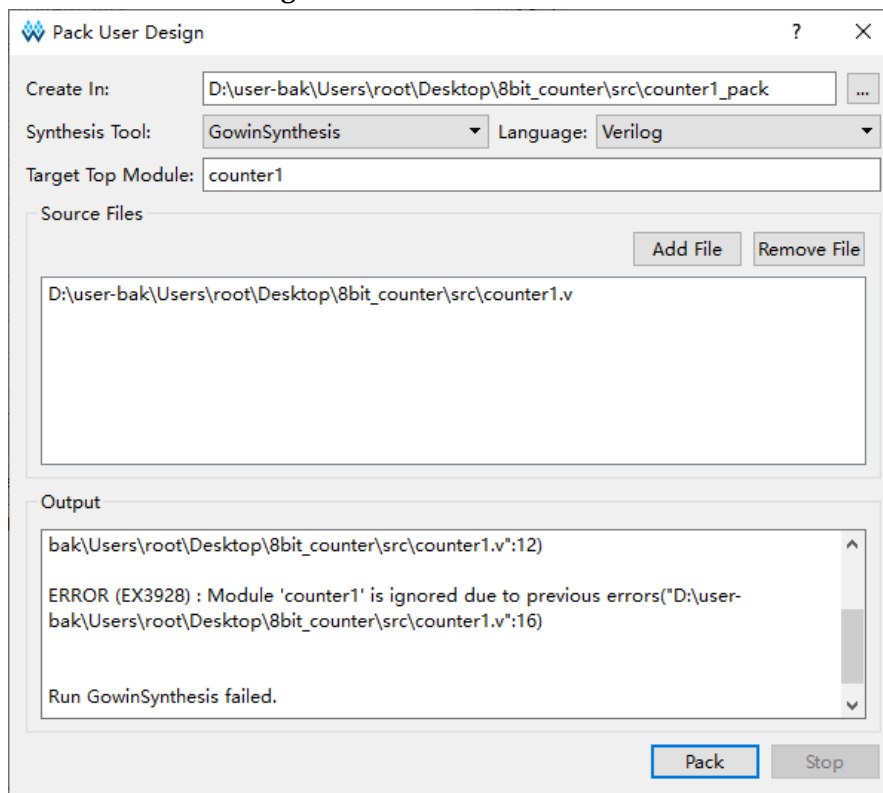 Pack User Design
?
Create In:
D:\user-bak\Users\root\Desktop\8bit_counter\src\counter1_pack
...
Synthesis Tool:
GowinSynthesis
Language:
Verilog
Target Top Module:
counter1
Source Files
Add File
Remove File
D:\user-bak\Users\root\Desktop\8bit_counter\src\counter1.v
Output
bak\Users\root\Desktop\8bit_counter\src\counter1.v":12)
ERROR (EX3928) : Module 'counter1' is ignored due to previous errors("D:\user-
bak\Users\root\Desktop\8bit_counter\src\counter1.v":16)
Run GowinSynthesis failed.
Pack
Stop